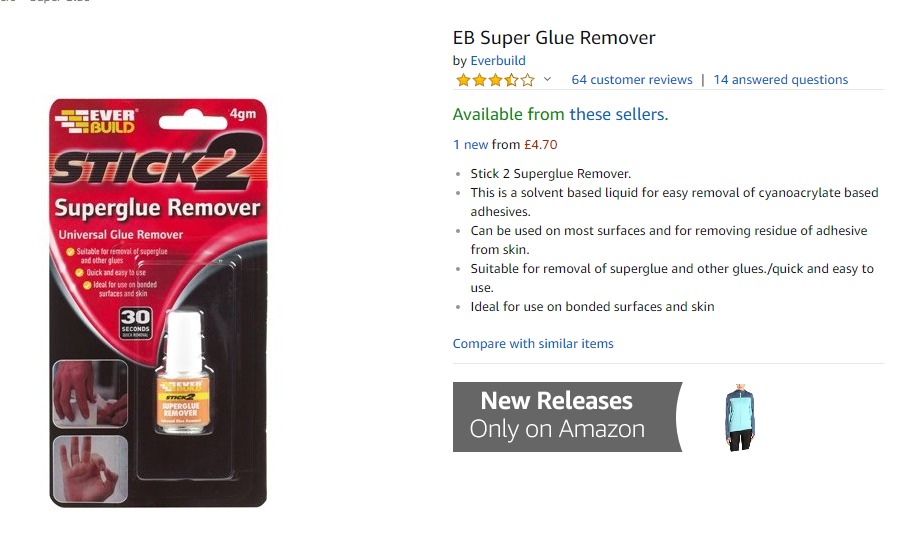 EB Super Glue Remover
by Everbuild
64 customer reviews | 14 answered questions
Available from these sellers.
1 new from £4.70
Stick 2 Superglue Remover.
This is a solvent based liquid for easy removal of cyanoacrylate based
adhesives.
Can be used on most surfaces and for removing residue of adhesive
from skin.
Suitable for removal of superglue and other glues./quick and easy to
use.
Ideal for use on bonded surfaces and skin
Compare with similar items
New Releases
Only on Amazon
EVER
BUILD
4gm
STICK2
Superglue Remover
Universal Glue Remover
Suitable for removal of superglue
and other glues
Quick and easy to use
Ideal for use on bonded
surfaces and skin
30
SECONDS
QUICK REMOVAL
EVER
BUILD
STICK2
SUPERGLUE
REMOVER
Universal Glue Remover